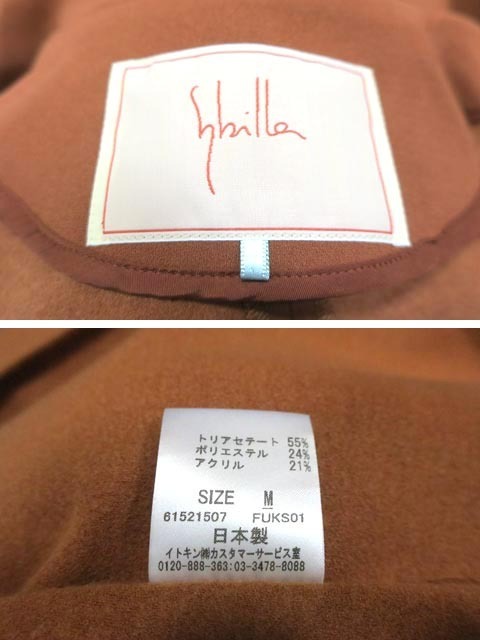 Sybilla
トリアセテート 55%
ポリエステル 24%
アクリル 21%
SIZE M
61521507 FUKS01
日本製
イトキン㈱カスタマーサービス室
0120-888-363:03-3478-8088